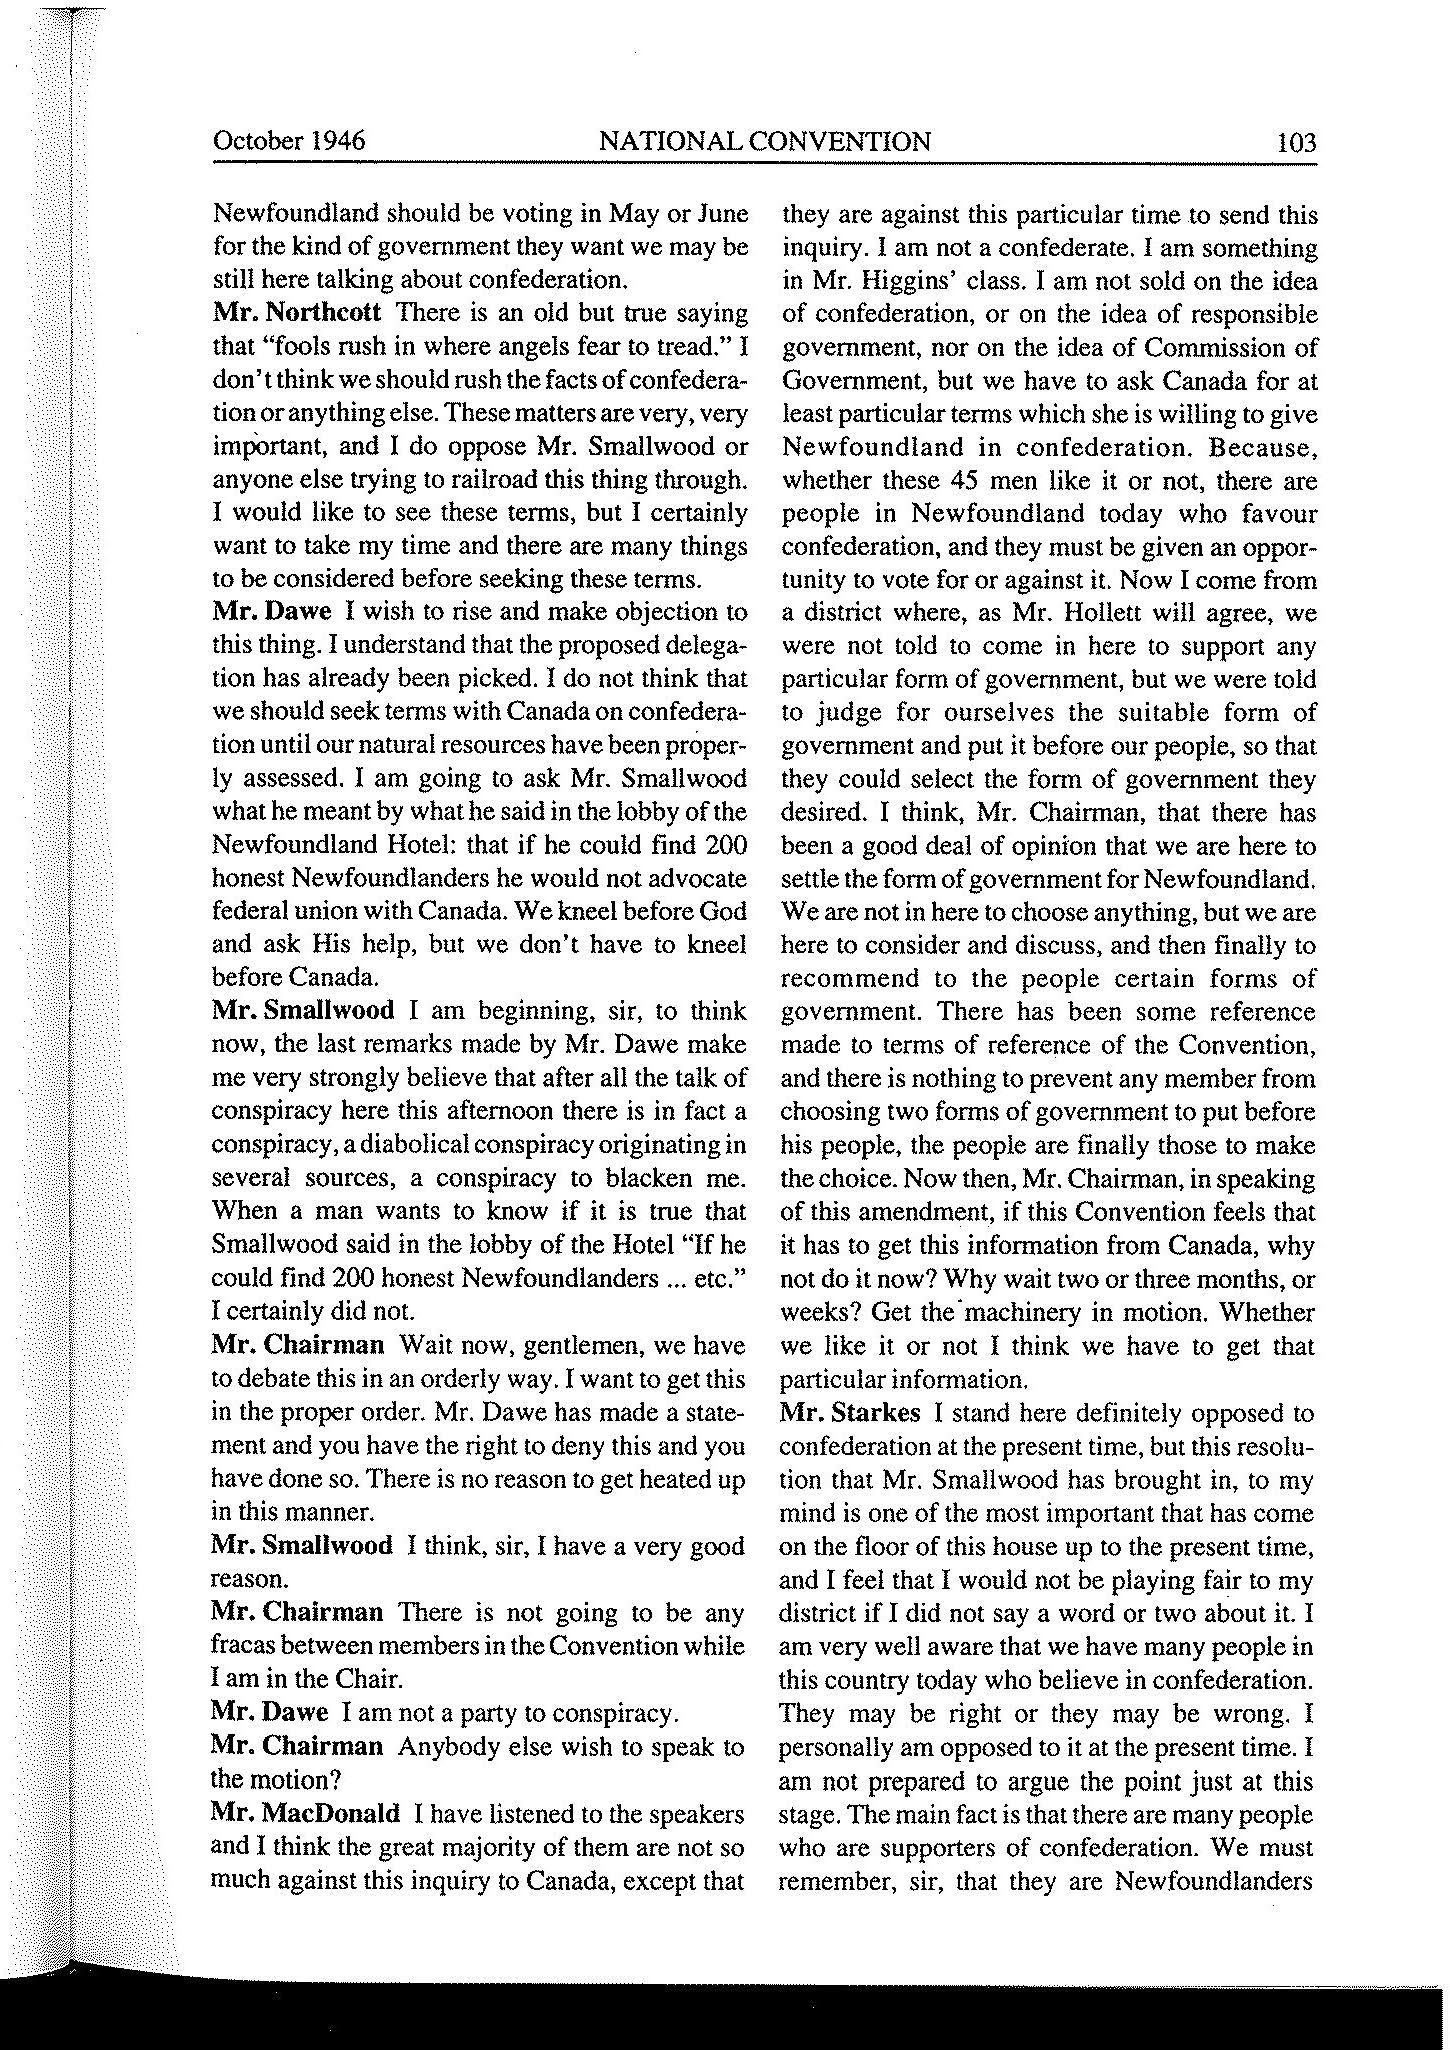 October 1946 NATIONAL CONVENTION 103
Newfoundland should be voting in May or June
for the kind of government they want we may be
still here talking about confederation.
Mr. Northcott There is an old but true saying
that “fools rush in where angels fear to tread.” I
don’t think we should rush the facts of confedera-
tion or anything else. These matters are very, very
important, and I do oppose Mr. Smallwood or
anyone else trying to railroad this thing through.
I would like to see these terms, but I certainly
want to take my time and there are many things
to be considered before seeking these terms.
Mr. Dawe I wish to rise and make objection to
this thing. I understand that the proposed delega-
tion has already been picked. I do not think that
we should seek terms with Canada on confedera-
tion until our natural resources have been proper-
ly assessed. I am going to ask Mr. Smallwood
what he meant by what he said in the lobby of the
Newfoundland Hotel: that if he could find 200
honest Newfoundlanders he would not advocate
federal union with Canada. We kneel before God
and ask His help, but we don’t have to kneel
before Canada.
Mr. Smallwood I am beginning, sir, to think
now, the last remarks made by Mr. Dawe make
me very strongly believe that after all the talk of
conspiracy here this afternoon there is in fact a
conspiracy, a diabolical conspiracy originating in
several sources, a conspiracy to blacken me.
When a man wants to know if it is true that
Smallwood said in the lobby of the Hotel “If he
could find 200 honest Newfoundlanders ... etc.”
I certainly did not.
Mr. Chairman Wait now, gentlemen, we have
to debate this in an orderly way. I want to get this
in the proper order. Mr. Dawe has made a state-
ment and you have the right to deny this and you
have done so. There is no reason to get heated up
in this manner.
Mr. Smallwood I think, sir, I have a very good
reason.
Mr. Chairman There is not going to be any
fracas between members in the Convention while
I am in the Chair.
Mr. Dawe I am not a party to conspiracy.
Mr. Chairman Anybody else wish to speak to
the motion?
Mr. MacDonald I have listened to the speakers
and I think the great majority of them are not so
much against this inquiry to Canada, except that
they are against this particular time to send this
inquiry. I am not a confederate. I am something
in Mr. Higgins’ class. I am not sold on the idea
of confederation, or on the idea of responsible
government, nor on the idea of Commission of
Government, but we have to ask Canada for at
least particular terms which she is willing to give
Newfoundland in confederation. Because,
whether these 45 men like it or not, there are
people in Newfoundland today who favour
confederation, and they must be given an oppor-
tunity to vote for or against it. Now I come from
a district where, as Mr. Hollett will agree, we
were not told to come in here to support any
particular form of government, but we were told
to judge for ourselves the suitable form of
government and put it before our people, so that
they could select the form of government they
desired. I think, Mr. Chairman, that there has
been a good deal of opinion that we are here to
settle the form of government for Newfoundland.
We are not in here to choose anything, but we are
here to consider and discuss, and then finally to
recommend to the people certain forms of
government. There has been some reference
made to terms of reference of the Convention,
and there is nothing to prevent any member from
choosing two forms of government to put before
his people, the people are finally those to make
the choice. Now then, Mr. Chairman, in speaking
of this amendment, if this Convention feels that
it has to get this information from Canada, why
not do it now? Why wait two or three months, or
weeks? Get the machinery in motion. Whether
we like it or not I think we have to get that
particular information.
Mr. Starkes I stand here definitely opposed to
confederation at the present time, but this resolu-
tion that Mr. Smallwood has brought in, to my
mind is one of the most important that has come
on the floor of this house up to the present time,
and I feel that I would not be playing fair to my
district if I did not say a word or two about it. I
am very well aware that we have many people in
this country today who believe in confederation.
They may be right or they may be wrong. I
personally am opposed to it at the present time. I
am not prepared to argue the point just at this
stage. The main fact is that there are many people
who are supporters of confederation. We must
remember, sir, that they are Newfoundlanders